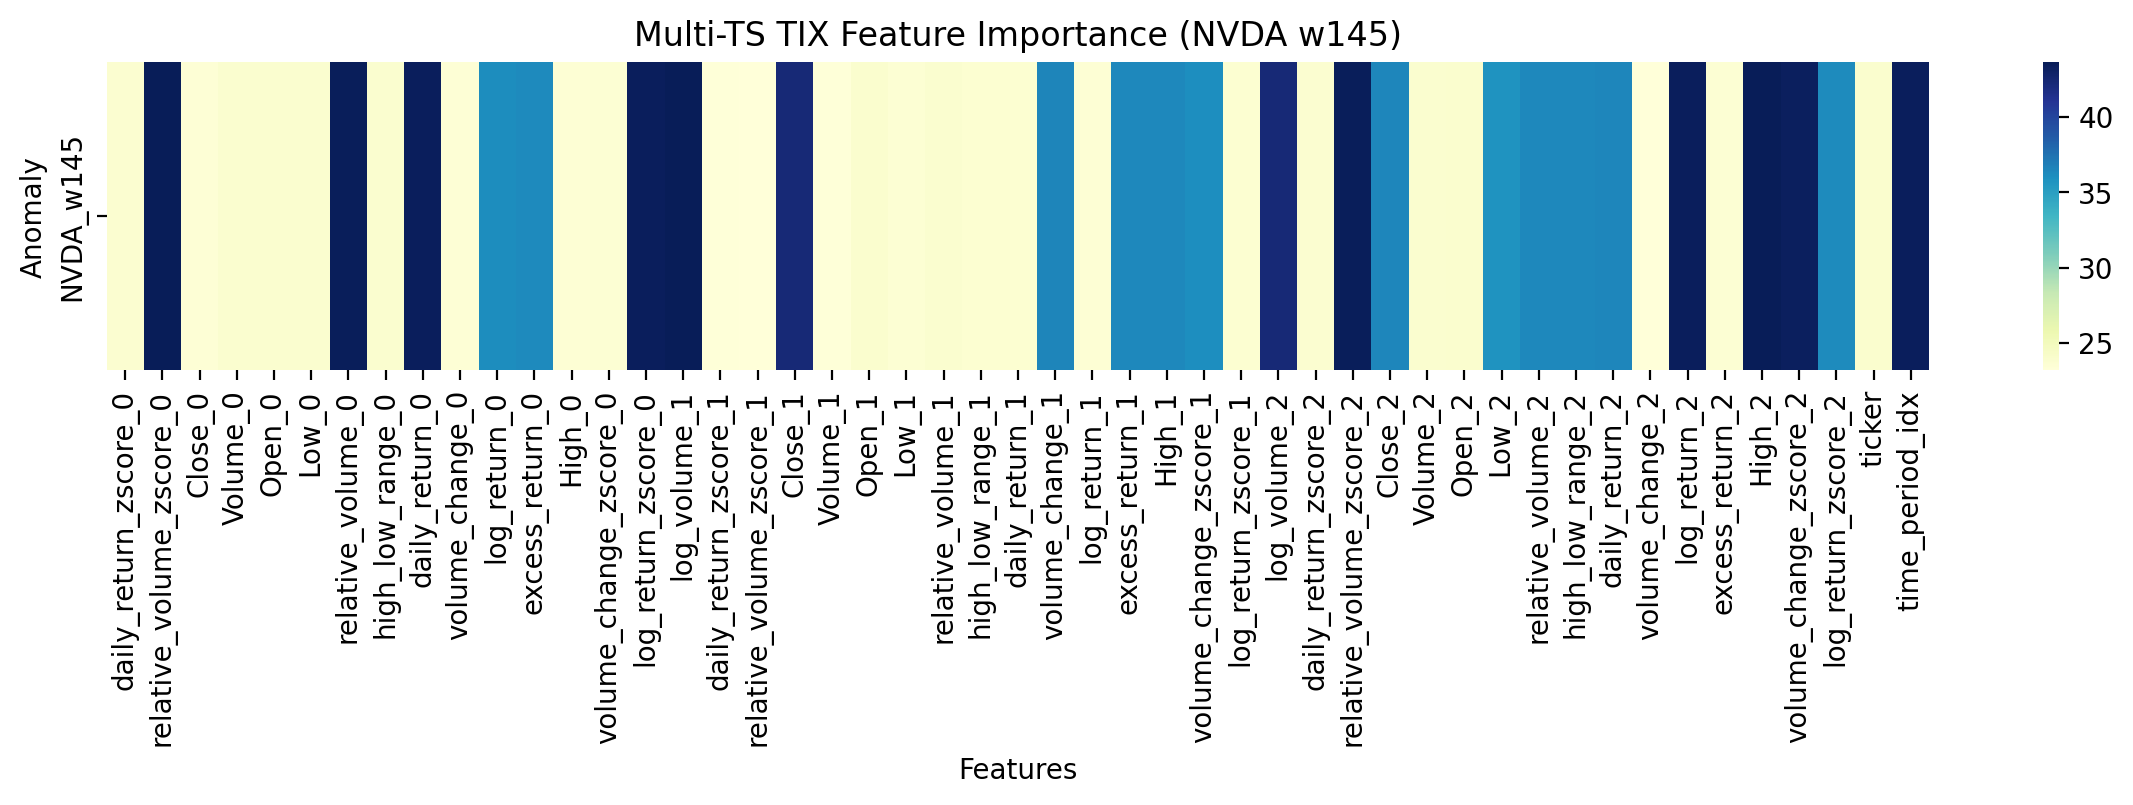 Multi-TS TIX Feature Importance (NVDA w145)
Anomaly
NVDA_w145
40
35
30
25
daily_return_zscore_0
relative_volume_zscore_0
Close_0
Volume_0
Open_0
Low_0
relative_volume_0
high_low_range_0
daily_return_0
volume_change_0
log_return_0
excess_return_0
High_0
volume_change_zscore_0
log_return_zscore_0
log_volume_1
daily_return_zscore_1
relative_volume_zscore_1
Close_1
Volume_1
Open_1
Low_1
relative_volume_1
high_low_range_1
daily_return_1
volume_change_1
log_return_1
excess_return_1
High_1
volume_change_zscore_1
log_return_zscore_1
log_volume_2
daily_return_zscore_2
relative_volume_zscore_2
Close_2
Volume_2
Open_2
Low_2
relative_volume_2
high_low_range_2
daily_return_2
volume_change_2
log_return_2
excess_return_2
High_2
volume_change_zscore_2
log_return_zscore_2
ticker
time_period_idx
Features